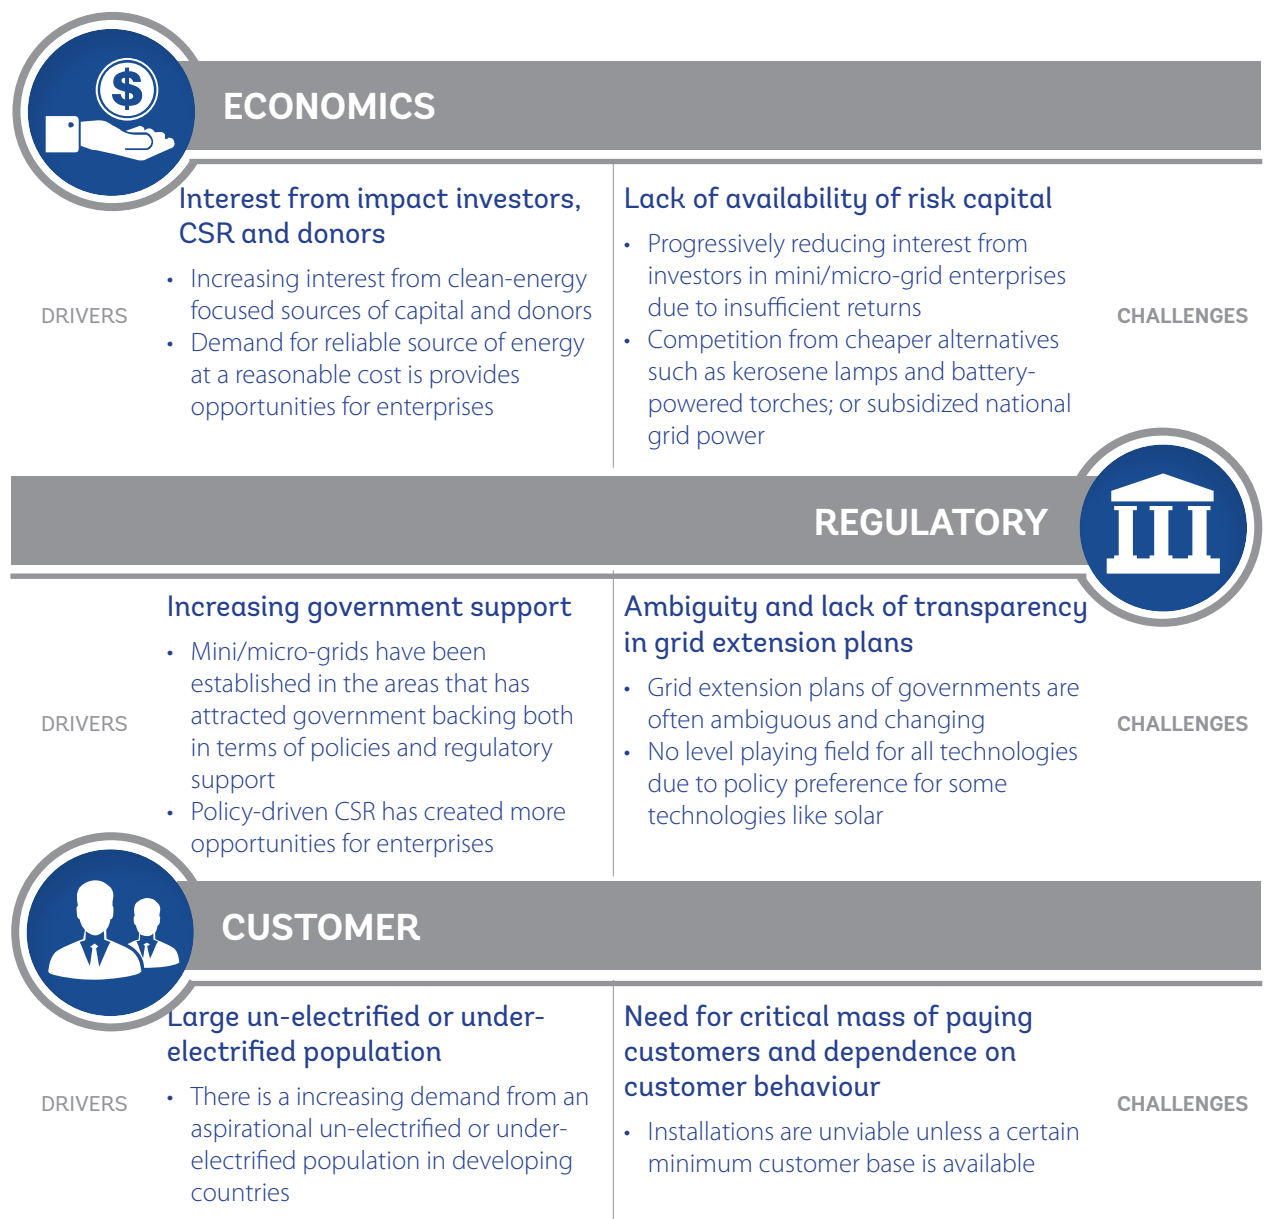 $
ECONOMICS
DRIVERS
Interest from impact investors,
CSR and donors
• Increasing interest from clean-energy
focused sources of capital and donors
• Demand for reliable source of energy
at a reasonable cost is provides
opportunities for enterprises
Lack of availability of risk capital
• Progressively reducing interest from
investors in mini/micro-grid enterprises
due to insufficient returns
• Competition from cheaper alternatives
such as kerosene lamps and battery-
powered torches; or subsidized national
grid power
CHALLENGES
REGULATORY
DRIVERS
Increasing government support
• Mini/micro-grids have been
established in the areas that has
attracted government backing both
in terms of policies and regulatory
support
• Policy-driven CSR has created more
opportunities for enterprises
Ambiguity and lack of transparency
in grid extension plans
• Grid extension plans of governments are
often ambiguous and changing
• No level playing field for all technologies
due to policy preference for some
technologies like solar
CHALLENGES
CUSTOMER
DRIVERS
Large un-electrified or under-
electrified population
• There is a increasing demand from an
aspirational un-electrified or under-
electrified population in developing
countries
Need for critical mass of paying
customers and dependence on
customer behaviour
• Installations are unviable unless a certain
minimum customer base is available
CHALLENGES